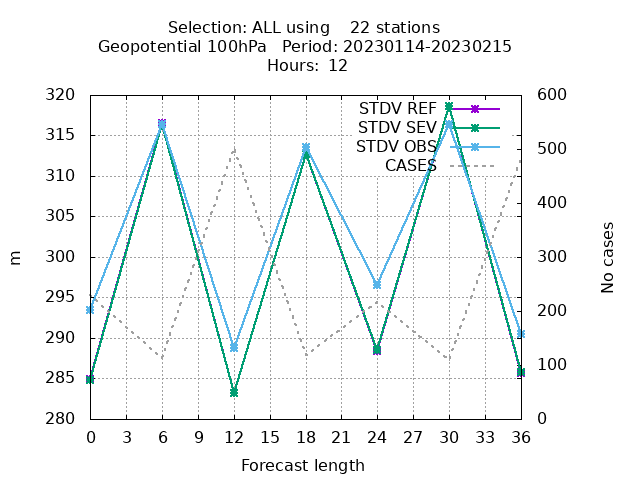 Selection: ALL using    22 stations
Geopotential 100hPa   Period: 20230114-20230215
Hours: 12
320
315
310
305
300
295
290
285
280
m
600
500
400
300
200
100
0
No cases
STDV REF
STDV SEV
STDV OBS
CASES
0 3 6 9 12 15 18 21 24 27 30 33 36
Forecast length